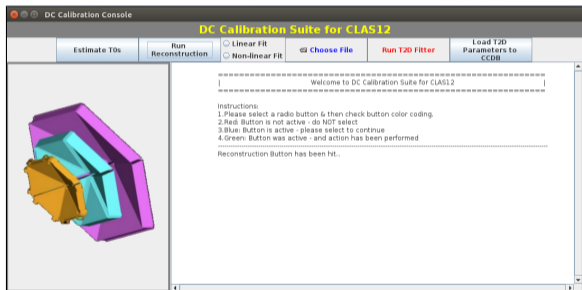 DC Calibration Console
DC Calibration Suite for CLAS12
Estimate T0s
Run
Reconstruction
Linear Fit
Non-linear Fit
Choose File
Run T2D Fitter
Load T2D
Parameters to
CCDB
==================================================================
| Welcome to DC Calibration Suite for CLAS12 |
==================================================================
Instructions:
1.Please select a radio button & then check button color coding.
2.Red: Button is not active - do NOT select
3.Blue: Button is active - please select to continue
4.Green: Button was active - and action has been performed
Reconstruction Button has been hit..